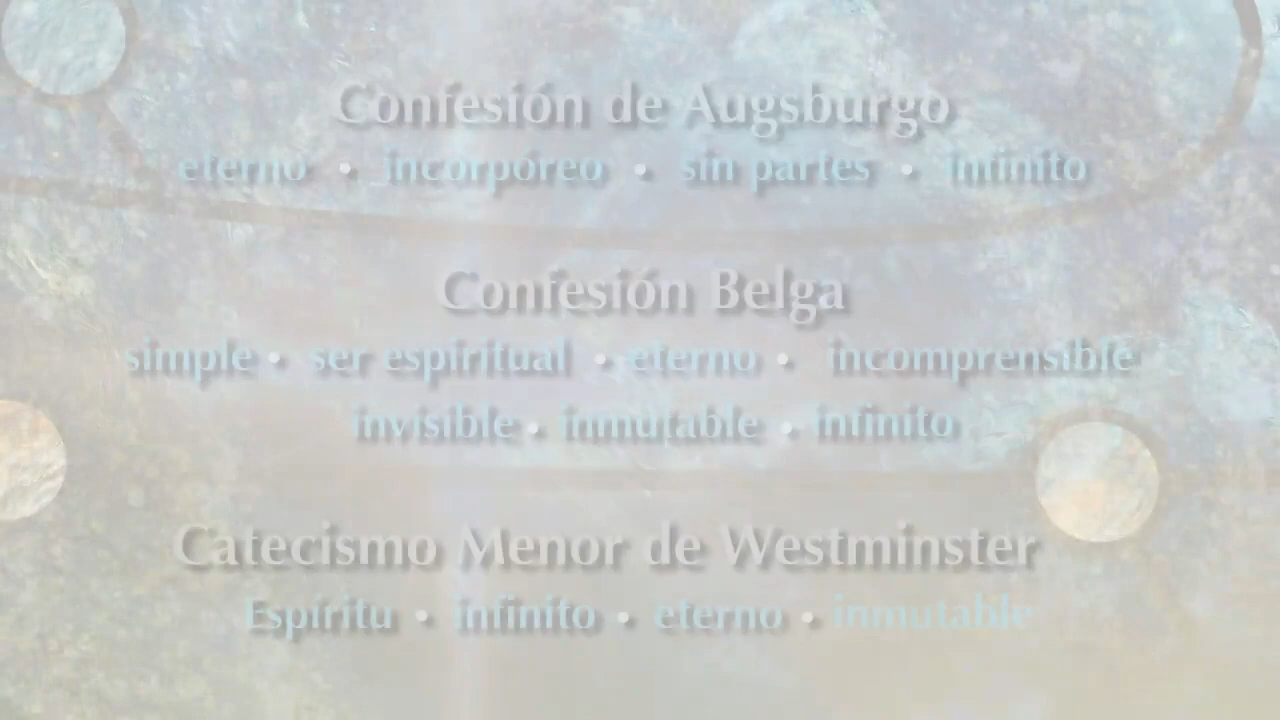 Confesión de Augsburgo
eterno • incorpóreo • sin partes • infinito
Confesión Belga
simple • ser espiritual • eterno • incomprensible
invisible • inmutable • infinito
Catecismo Menor de Westminster
Espíritu • infinito • eterno • inmutable